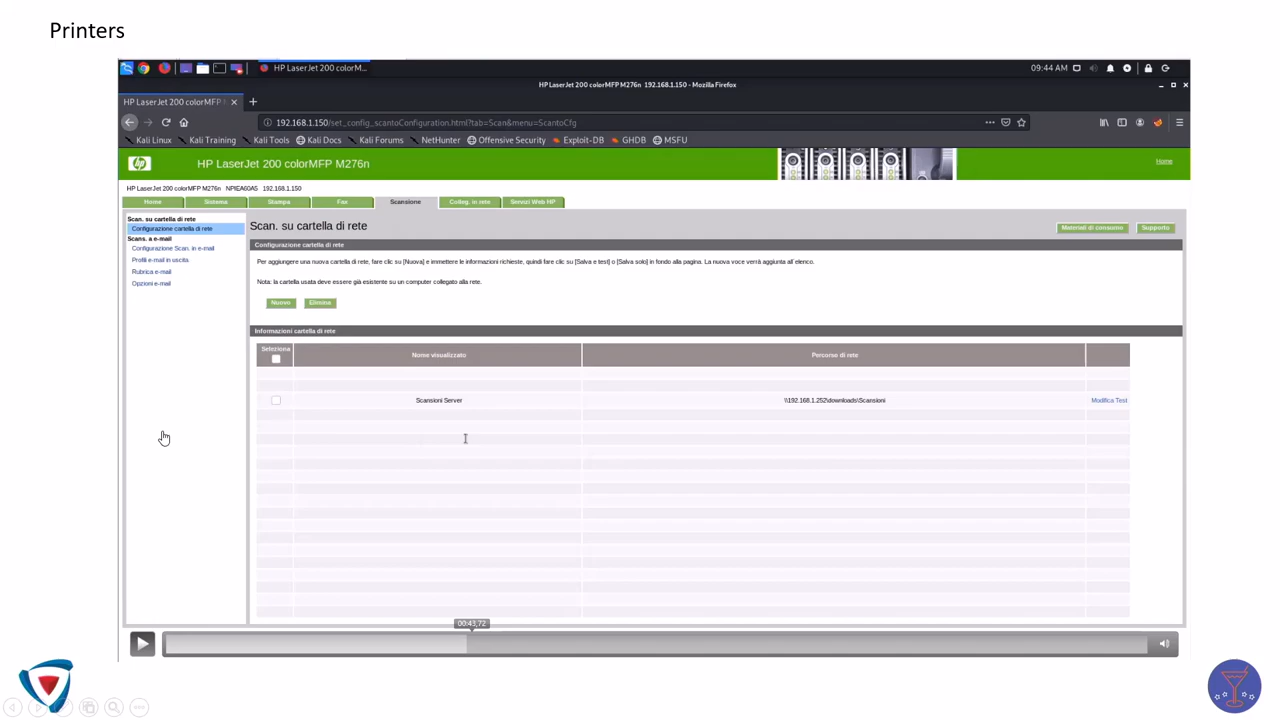 Printers
HP LaserJet 200 colorM...
09:44 AM
HP LaserJet 200 colorMFP M276n 192.168.1.150 - Mozilla Firefox
HP LaserJet 200 colorMFP
192.168.1.150/set_config_scantoConfiguration.html?tab=Scan&menu=ScantoCfg
Kali Linux Kali Training Kali Tools Kali Docs Kali Forums NetHunter Offensive Security Exploit-DB GHDB MSFU
hp HP LaserJet 200 colorMFP M276n
Home
HP LaserJet 200 colorMFP M276n NPIEA60A5 192.168.1.150
Home Sistema Stampa Fax Scansione Colleg. in rete Servizi Web HP
Scan. su cartella di rete
Configurazione cartella di rete
Scans. a e-mail
Configurazione Scan. in e-mail
Profili e-mail in uscita
Rubrica e-mail
Opzioni e-mail
Scan. su cartella di rete
Materiali di consumo Supporto
Configurazione cartella di rete
Per aggiungere una nuova cartella di rete, fare clic su [Nuova] e immettere le informazioni richieste, quindi fare clic su [Salva e test] o [Salva solo] in fondo alla pagina. La nuova voce verrà aggiunta all'elenco.
Nota: la cartella usata deve essere già esistente su un computer collegato alla rete.
Nuovo Elimina
Informazioni cartella di rete
Seleziona Nome visualizzato Percorso di rete
Scansioni Server \\192.168.1.252\downloads\Scansioni Modifica Test
00:43,72